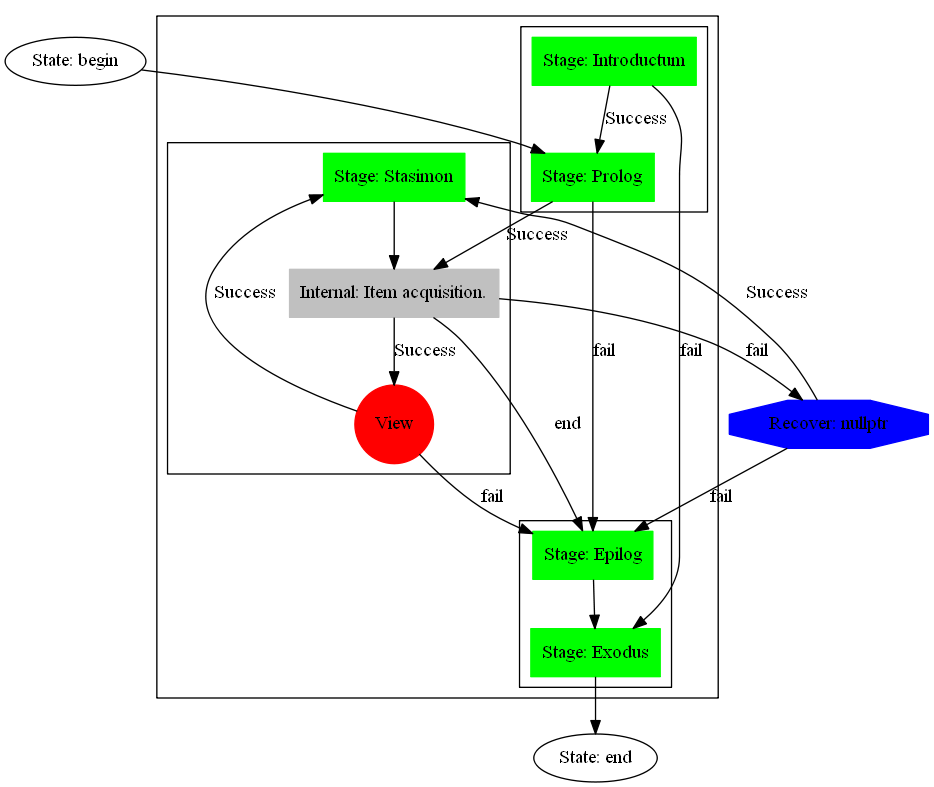 State: begin
Stage: Introductum
Success
Stage: Stasimon
Stage: Prolog
Success
Internal: Item acquisition.
Success
Success
Success
fail
fail
fail
View
end
Recover: nullptr
fail
fail
Stage: Epilog
Stage: Exodus
State: end